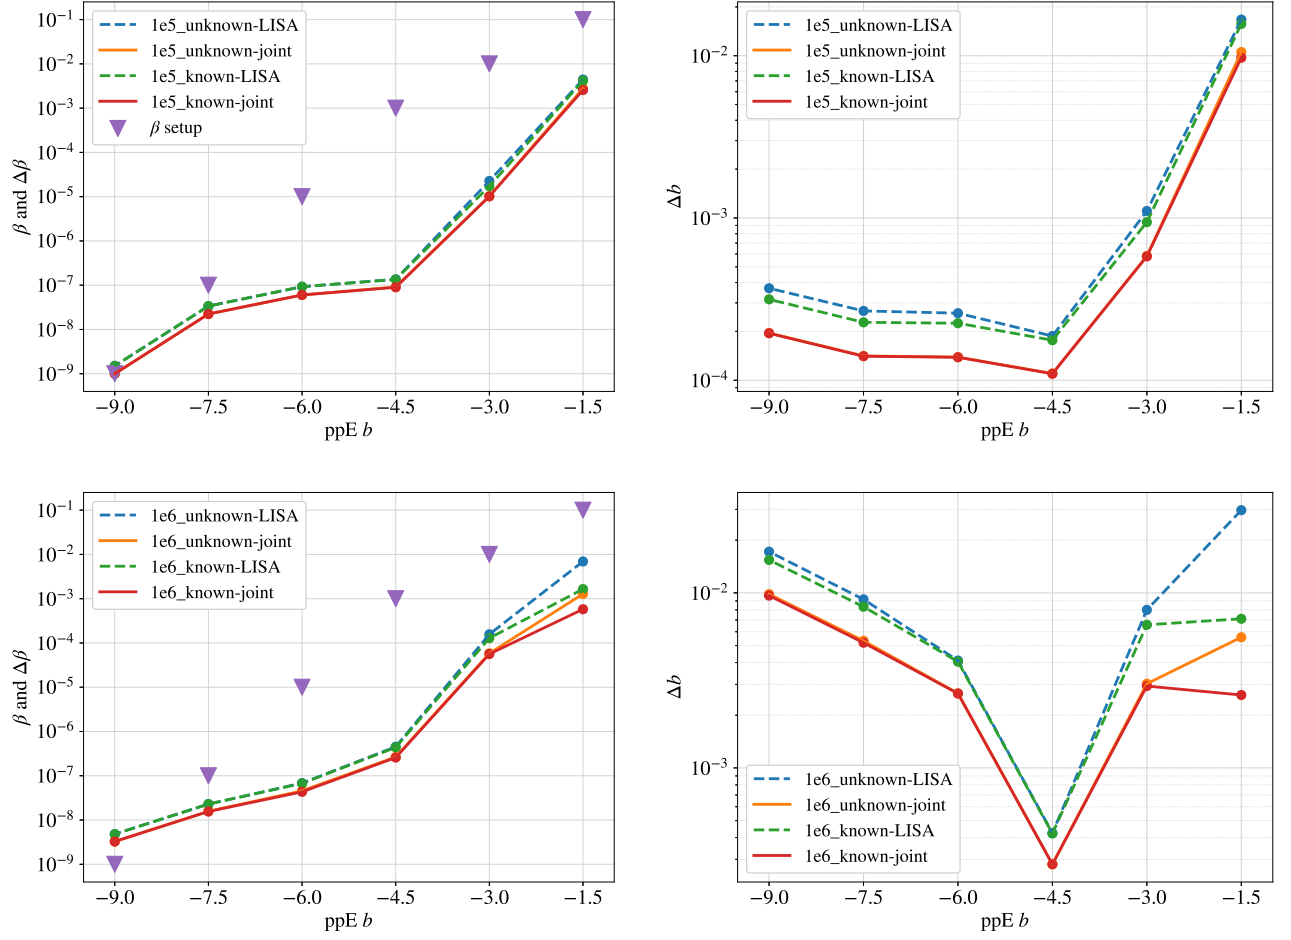 10⁻¹
10⁻²
10⁻³
10⁻⁴
10⁻⁵
10⁻⁶
10⁻⁷
10⁻⁸
10⁻⁹
β and Δβ
1e5_unknown-LISA
1e5_unknown-joint
1e5_known-LISA
1e5_known-joint
β setup
−9.0 −7.5 −6.0 −4.5 −3.0 −1.5
ppE b
10⁻²
10⁻³
10⁻⁴
Δb
1e5_unknown-LISA
1e5_unknown-joint
1e5_known-LISA
1e5_known-joint
−9.0 −7.5 −6.0 −4.5 −3.0 −1.5
ppE b
10⁻¹
10⁻²
10⁻³
10⁻⁴
10⁻⁵
10⁻⁶
10⁻⁷
10⁻⁸
10⁻⁹
β and Δβ
1e6_unknown-LISA
1e6_unknown-joint
1e6_known-LISA
1e6_known-joint
−9.0 −7.5 −6.0 −4.5 −3.0 −1.5
ppE b
10⁻²
10⁻³
Δb
1e6_unknown-LISA
1e6_unknown-joint
1e6_known-LISA
1e6_known-joint
−9.0 −7.5 −6.0 −4.5 −3.0 −1.5
ppE b